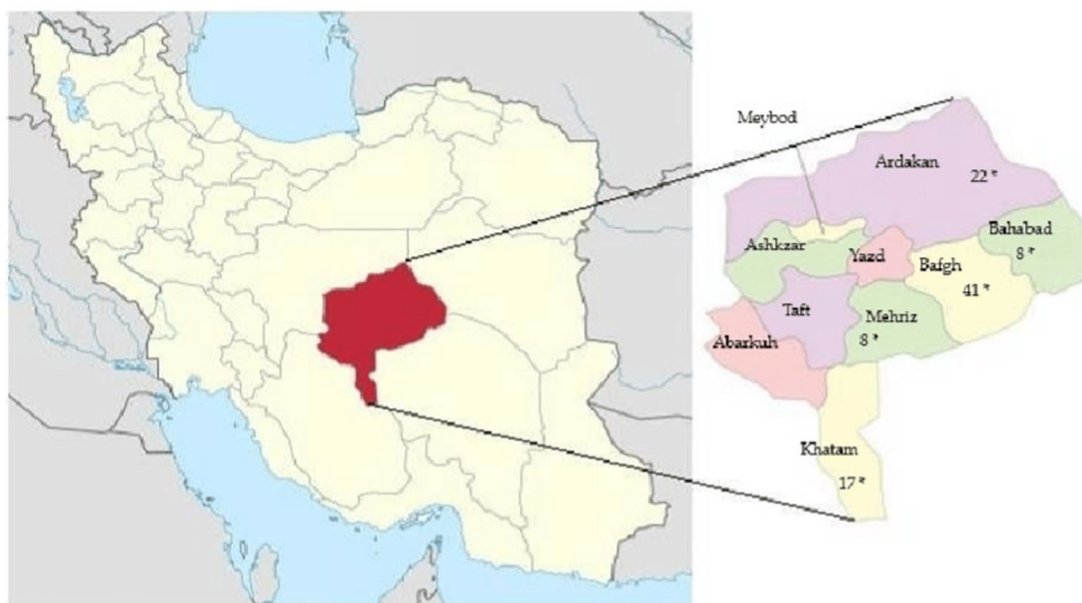 Meybod
Ardakan
22 *
Bahabad
8 *
Ashkzar
Yazd
Bafgh
41 *
Taft
Mehriz
8 *
Abarkuh
Khatam
17 *